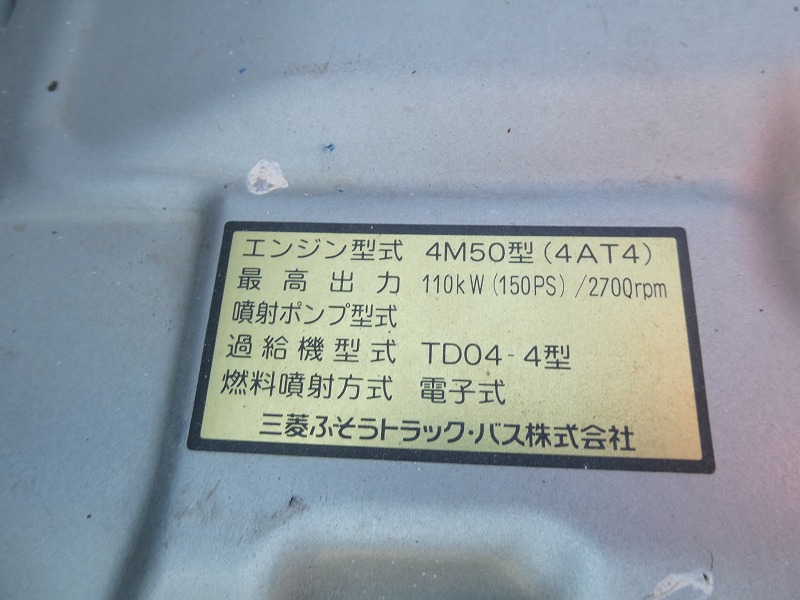 エンジン型式 4M50型(4AT4)
最高出力 110kW(150PS)/2700rpm
噴射ポンプ型式
過給機型式 TD04-4型
燃料噴射方式 電子式
三菱ふそうトラック・バス株式会社